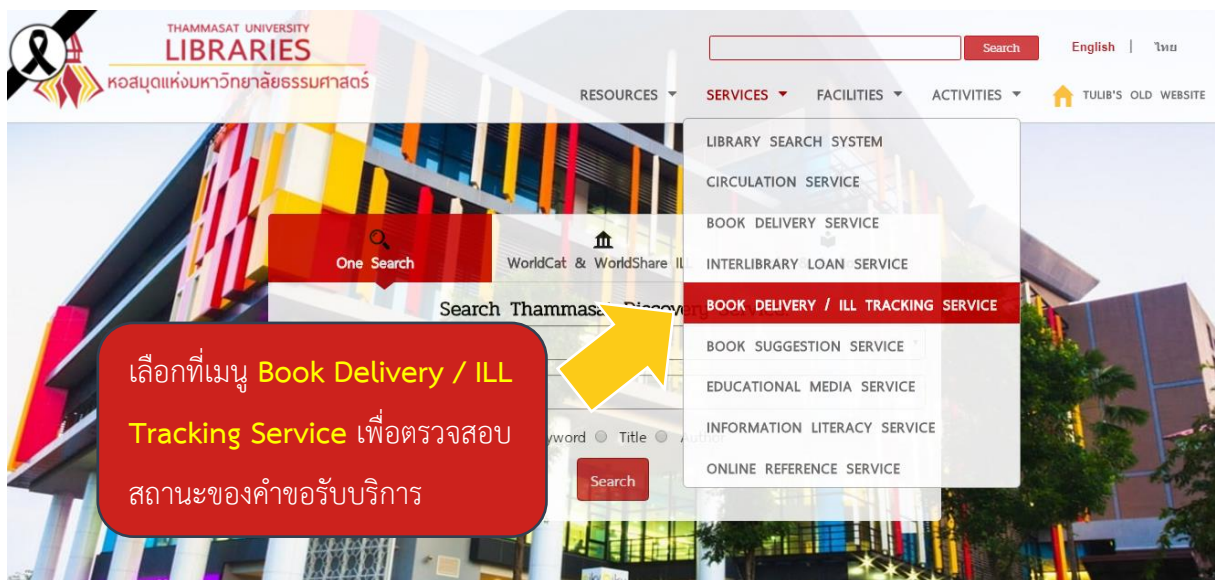 THAMMASAT UNIVERSITY
LIBRARIES
หอสมุดแห่งมหาวิทยาลัยธรรมศาสตร์
Search
English | ไทย
RESOURCES
SERVICES
FACILITIES
ACTIVITIES
TULIB'S OLD WEBSITE
LIBRARY SEARCH SYSTEM
CIRCULATION SERVICE
BOOK DELIVERY SERVICE
INTERLIBRARY LOAN SERVICE
BOOK DELIVERY / ILL TRACKING SERVICE
BOOK SUGGESTION SERVICE
EDUCATIONAL MEDIA SERVICE
INFORMATION LITERACY SERVICE
ONLINE REFERENCE SERVICE
One Search
WorldCat & WorldShare ILL
Search Thammasat Discovery
Title
Author
Search
เลือกที่เมนู Book Delivery / ILL
Tracking Service เพื่อตรวจสอบ
สถานะของคำขอรับบริการ